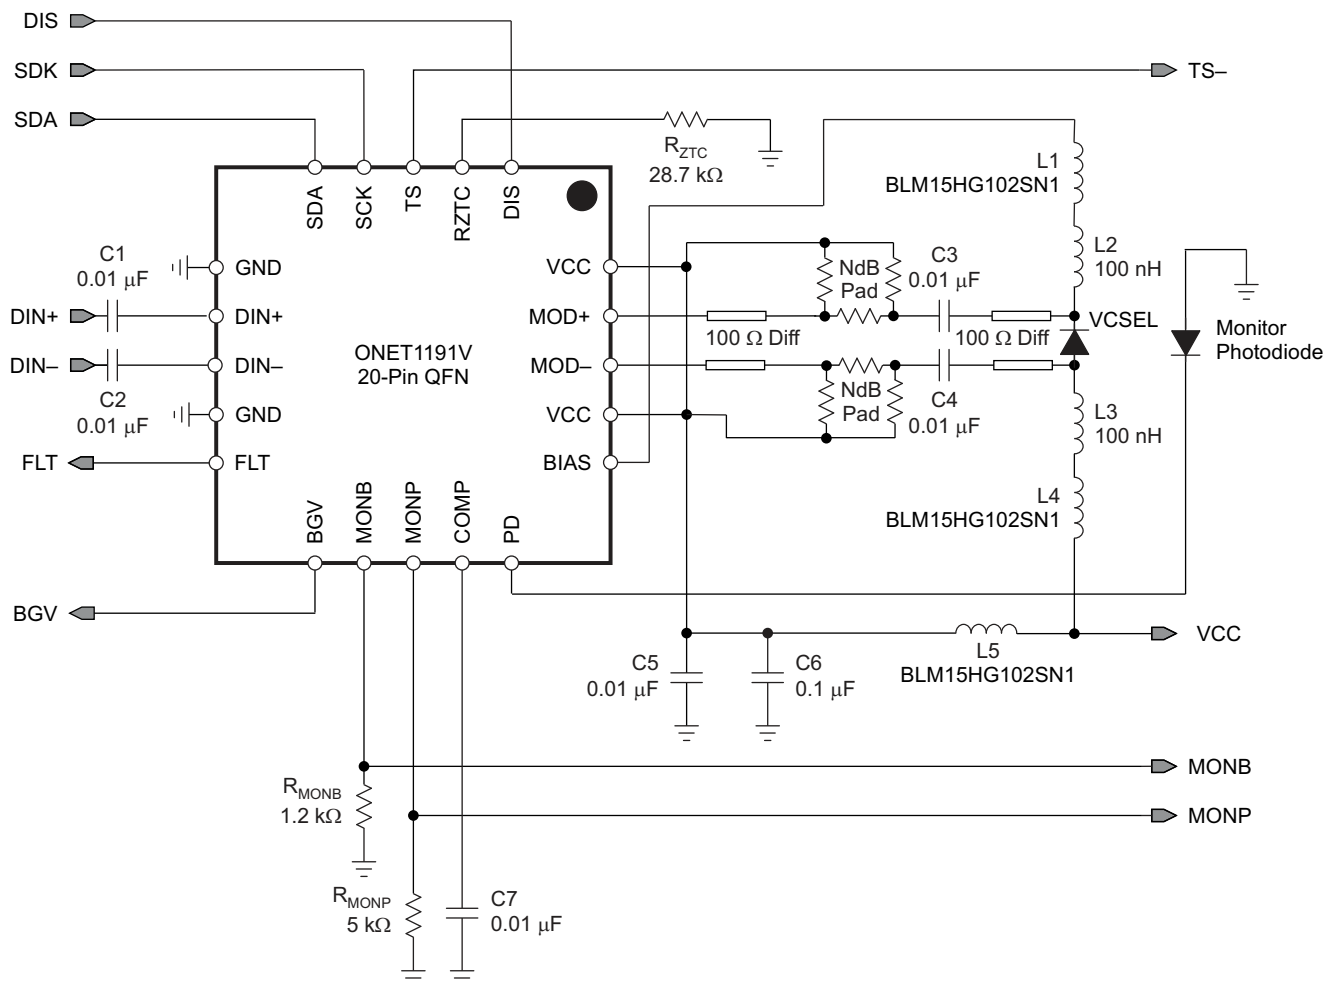 DIS
SDK
TS–
SDA
R_ZTC
28.7 kΩ
L1
BLM15HG102SN1
SDA
SCK
TS
RZTC
DIS
L2
100 nH
C1
0.01 µF
GND
VCC
NdB
Pad
C3
0.01 µF
DIN+
DIN+
MOD+
100 Ω Diff
100 Ω Diff
VCSEL
Monitor
Photodiode
ONET1191V
20-Pin QFN
DIN–
DIN–
MOD–
C2
0.01 µF
GND
VCC
NdB
Pad
C4
0.01 µF
L3
100 nH
FLT
FLT
BIAS
BGV
MONB
MONP
COMP
PD
L4
BLM15HG102SN1
BGV
VCC
C5
0.01 µF
C6
0.1 µF
L5
BLM15HG102SN1
MONB
R_MONB
1.2 kΩ
MONP
R_MONP
5 kΩ
C7
0.01 µF